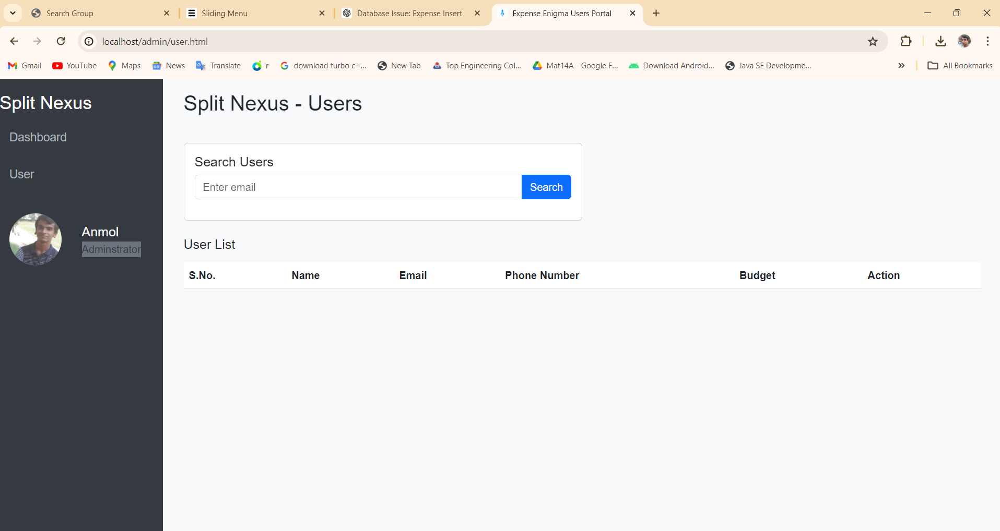 Search Group
Sliding Menu
Database Issue: Expense Insert
Expense Enigma Users Portal
localhost/admin/user.html
Gmail
YouTube
Maps
News
Translate
r
download turbo c+...
New Tab
Top Engineering Col...
Mat14A - Google F...
Download Android...
Java SE Developme...
All Bookmarks
Split Nexus
Dashboard
User
Anmol
Adminstrator
Split Nexus - Users
Search Users
Enter email
Search
User List
S.No. Name Email Phone Number Budget Action